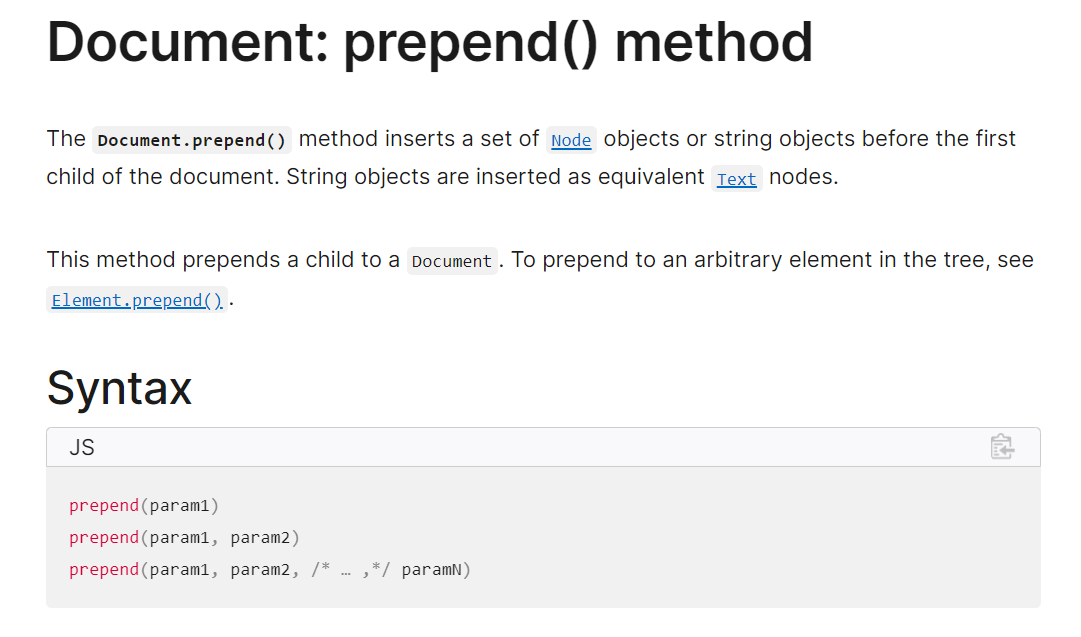 Document: prepend() method
The Document.prepend() method inserts a set of Node objects or string objects before the first
child of the document. String objects are inserted as equivalent Text nodes.
This method prepends a child to a Document. To prepend to an arbitrary element in the tree, see
Element.prepend().
Syntax
JS
prepend(param1)
prepend(param1, param2)
prepend(param1, param2, /* … ,*/ paramN)